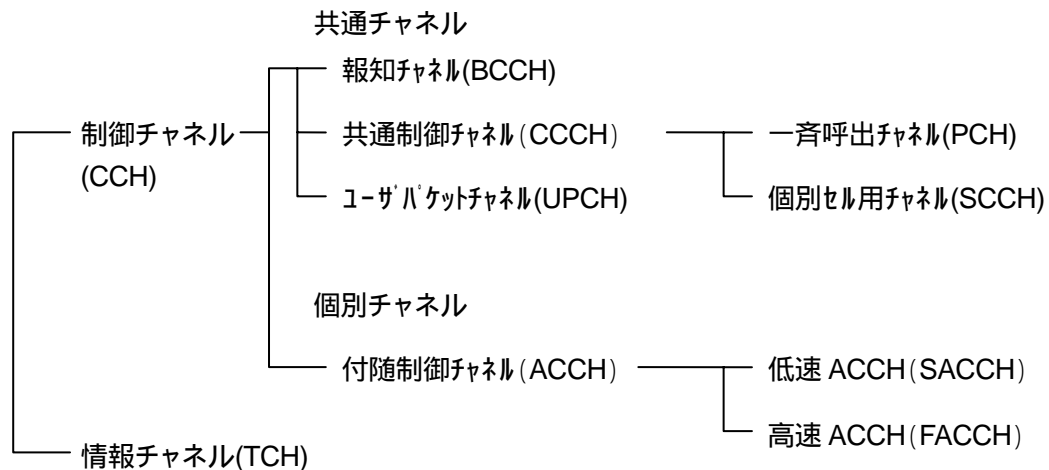 共通チャネル
報知ﾁｬﾈﾙ(BCCH)
制御チャネル
(CCH)
共通制御ﾁｬﾈﾙ(CCCH)
一斉呼出ﾁｬﾈﾙ(PCH)
ﾕｰｻﾞﾊﾟｹｯﾄﾁｬﾈﾙ(UPCH)
個別ｾﾙ用ﾁｬﾈﾙ(SCCH)
個別チャネル
付随制御ﾁｬﾈﾙ(ACCH)
低速 ACCH(SACCH)
高速 ACCH(FACCH)
情報チャネル(TCH)